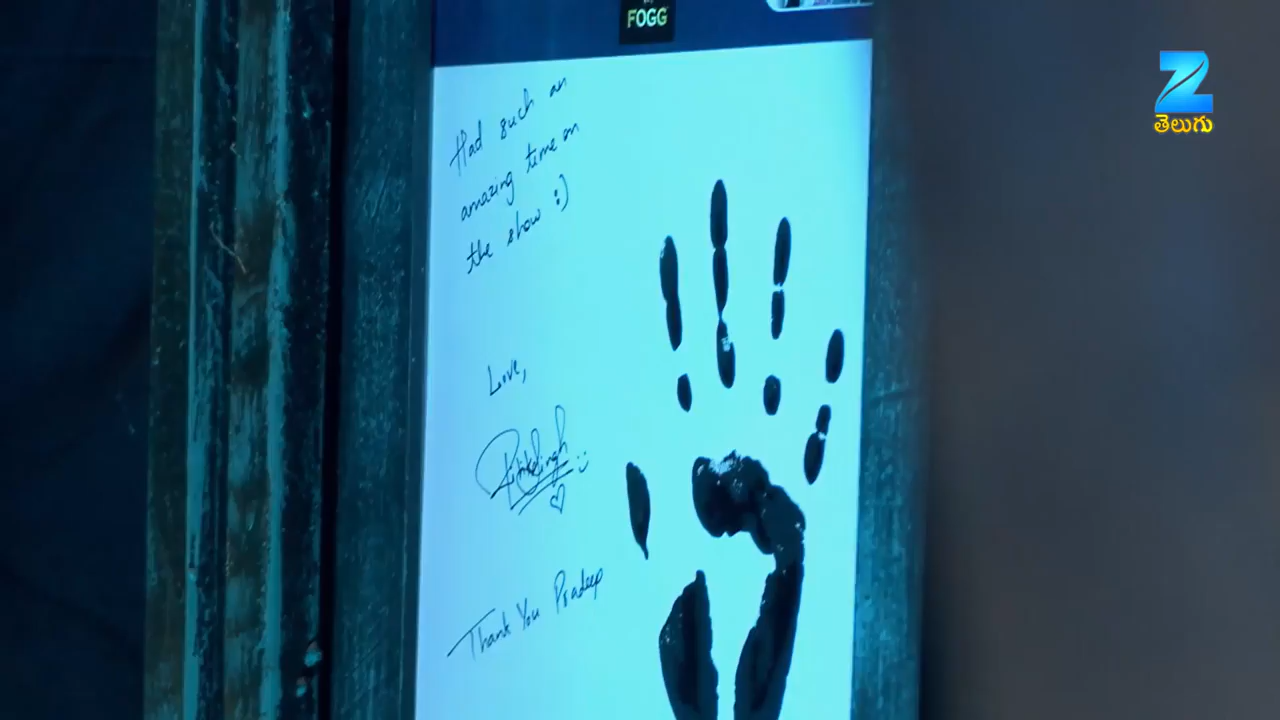 FOGG
Had such an
amazing time on
the show :)
Love,
Thank You Pradeep
తెలుగు